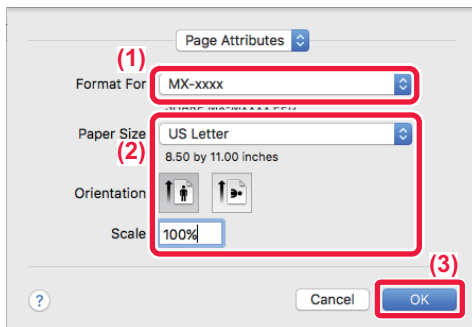 Page Attributes
(1)
Format For MX-xxxx
Paper Size US Letter
(2)
8.50 by 11.00 inches
Orientation
Scale 100%
(3)
? Cancel OK